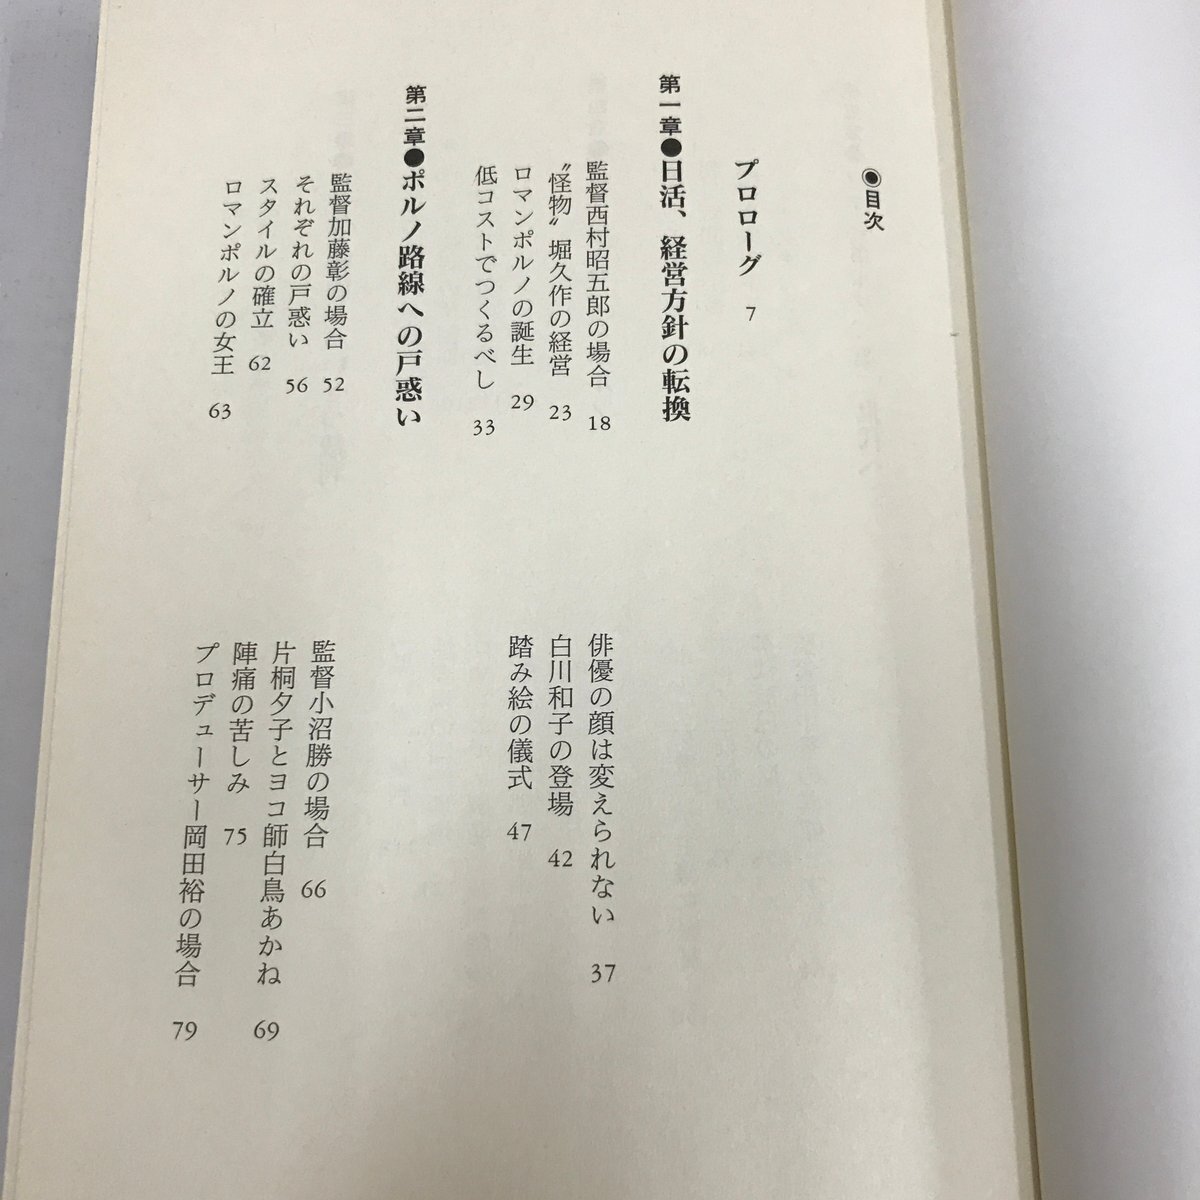 ◉目次
プロローグ 7
第一章●日活、経営方針の転換
監督西村昭五郎の場合 18
〝怪物〟堀久作の経営 23
ロマンポルノの誕生 29
低コストでつくるべし 33
俳優の顔は変えられない 37
白川和子の登場 42
踏み絵の儀式 47
第二章●ポルノ路線への戸惑い
監督加藤彰の場合 52
それぞれの戸惑い 56
スタイルの確立 62
ロマンポルノの女王 63
監督小沼勝の場合 66
片桐夕子とヨコ師白鳥あかね 69
陣痛の苦しみ 75
プロデューサー岡田裕の場合 79